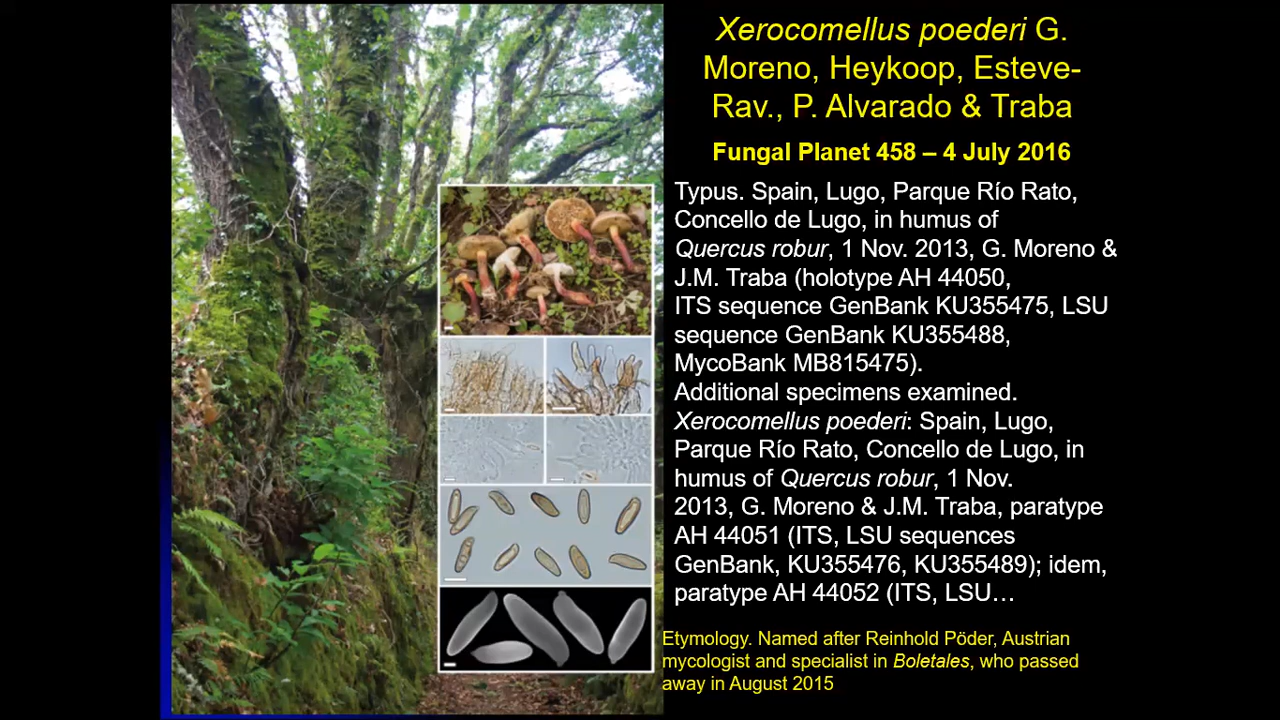 Xerocomellus poederi G.
Moreno, Heykoop, Esteve-
Rav., P. Alvarado & Traba
Fungal Planet 458 – 4 July 2016
Typus. Spain, Lugo, Parque Río Rato,
Concello de Lugo, in humus of
Quercus robur, 1 Nov. 2013, G. Moreno &
J.M. Traba (holotype AH 44050,
ITS sequence GenBank KU355475, LSU
sequence GenBank KU355488,
MycoBank MB815475).
Additional specimens examined.
Xerocomellus poederi: Spain, Lugo,
Parque Río Rato, Concello de Lugo, in
humus of Quercus robur, 1 Nov.
2013, G. Moreno & J.M. Traba, paratype
AH 44051 (ITS, LSU sequences
GenBank, KU355476, KU355489); idem,
paratype AH 44052 (ITS, LSU…
Etymology. Named after Reinhold Pöder, Austrian
mycologist and specialist in Boletales, who passed
away in August 2015